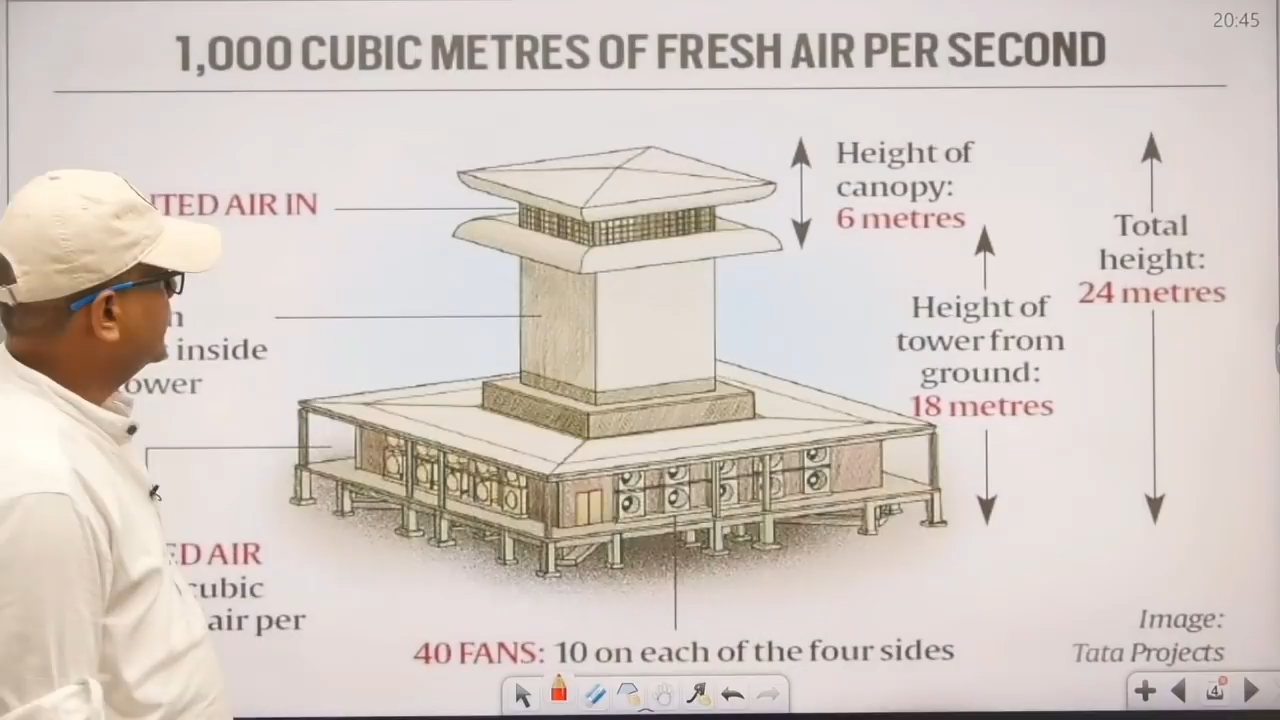 20:45
1,000 CUBIC METRES OF FRESH AIR PER SECOND
TED AIR IN
Height of
canopy:
6 metres
Total
height:
24 metres
Height of
tower from
ground:
18 metres
inside
ower
ED AIR
cubic
air per
40 FANS: 10 on each of the four sides
Image:
Tata Projects
4